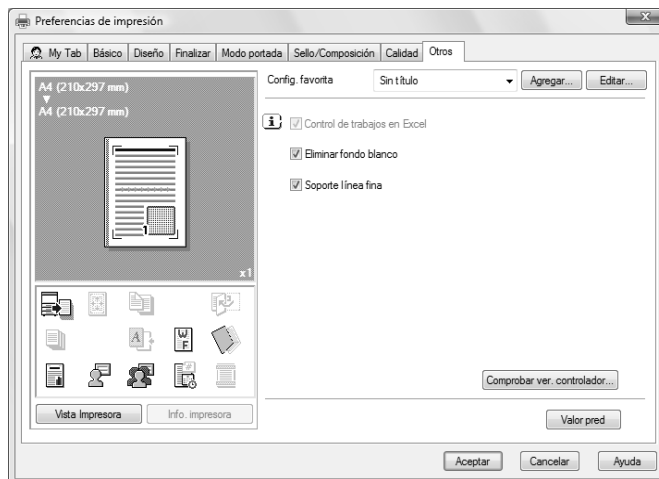 Preferencias de impresión
My Tab Básico Diseño Finalizar Modo portada Sello/Composición Calidad Otros
A4 (210x297 mm)
A4 (210x297 mm)
1
x1
Config. favorita Sin título Agregar... Editar...
Control de trabajos en Excel
Eliminar fondo blanco
Soporte línea fina
A
W
F
#
Vista Impresora Info. impresora
Comprobar ver. controlador...
Valor pred
Aceptar Cancelar Ayuda